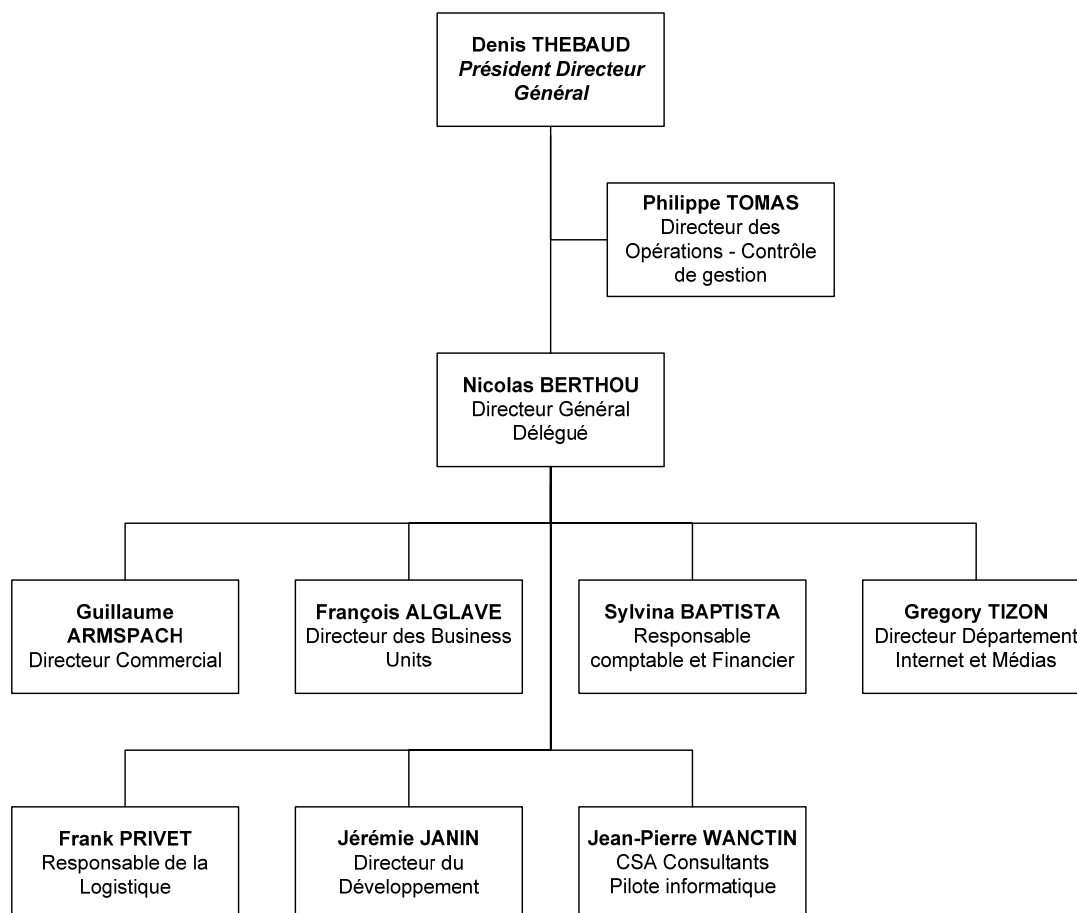 Denis THEBAUD
Président Directeur
Général
Philippe TOMAS
Directeur des
Opérations - Contrôle
de gestion
Nicolas BERTHOU
Directeur Général
Délégué
Guillaume
ARMSPACH
Directeur Commercial
François ALGLAVE
Directeur des Business
Units
Sylvina BAPTISTA
Responsable
comptable et Financier
Gregory TIZON
Directeur Département
Internet et Médias
Frank PRIVET
Responsable de la
Logistique
Jérémie JANIN
Directeur du
Développement
Jean-Pierre WANCTIN
CSA Consultants
Pilote informatique